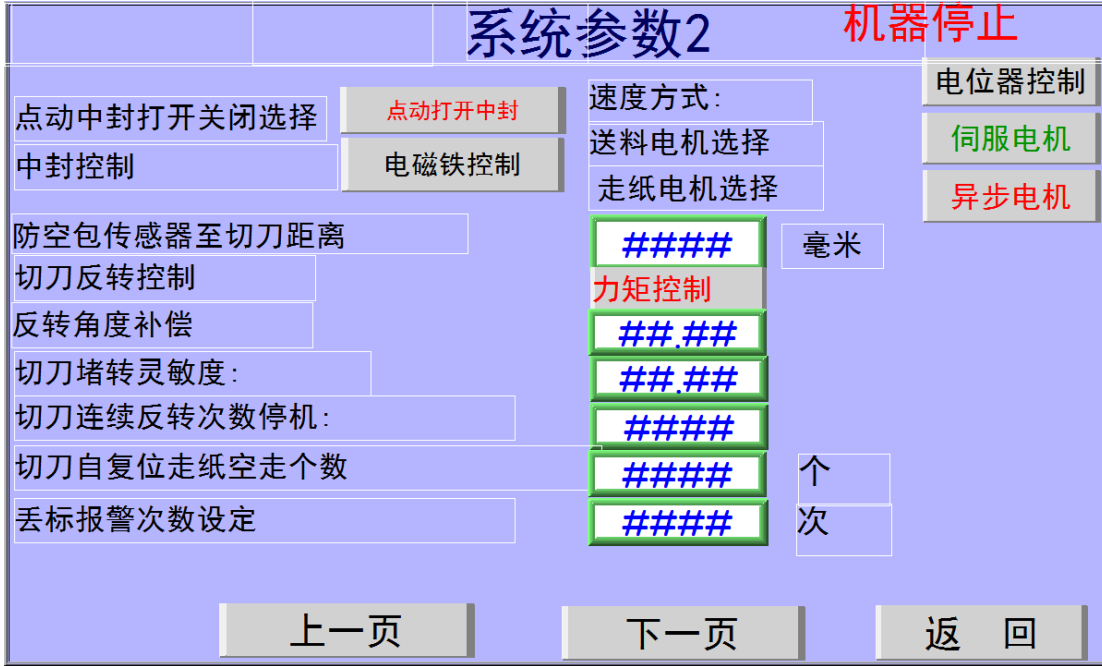 系统参数2 机器停止
点动中封打开关闭选择 点动打开中封 速度方式: 电位器控制
中封控制 电磁铁控制 送料电机选择 伺服电机
走纸电机选择 异步电机
防空包传感器至切刀距离 #### 毫米
切刀反转控制 力矩控制
反转角度补偿 ##.##
切刀堵转灵敏度: ##.##
切刀连续反转次数停机: ####
切刀自复位走纸空走个数 #### 个
丢标报警次数设定 #### 次
上一页 下一页 返 回